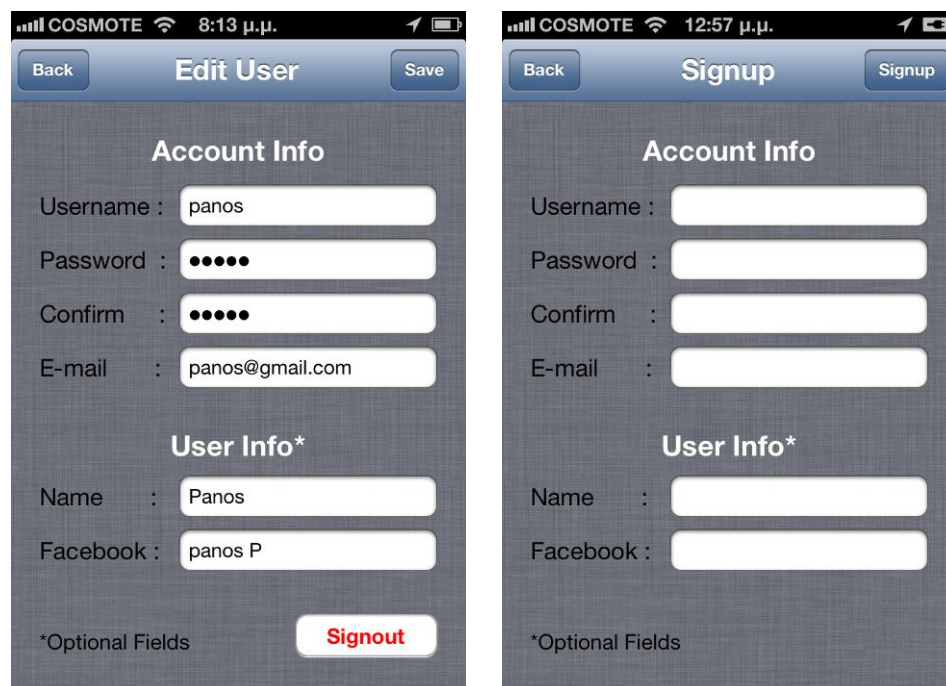 COSMOTE 8:13 μ.μ.
Back Edit User Save
Account Info
Username : panos
Password : •••••
Confirm : •••••
E-mail : panos@gmail.com
User Info*
Name : Panos
Facebook : panos P
*Optional Fields Signout
COSMOTE 12:57 μ.μ.
Back Signup Signup
Account Info
Username :
Password :
Confirm :
E-mail :
User Info*
Name :
Facebook :
*Optional Fields